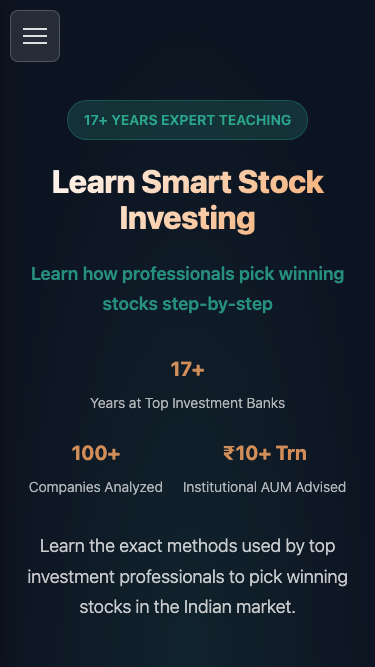 17+ YEARS EXPERT TEACHING
Learn Smart Stock
Investing
Learn how professionals pick winning
stocks step-by-step
17+
Years at Top Investment Banks
100+
Companies Analyzed
₹10+ Trn
Institutional AUM Advised
Learn the exact methods used by top
investment professionals to pick winning
stocks in the Indian market.